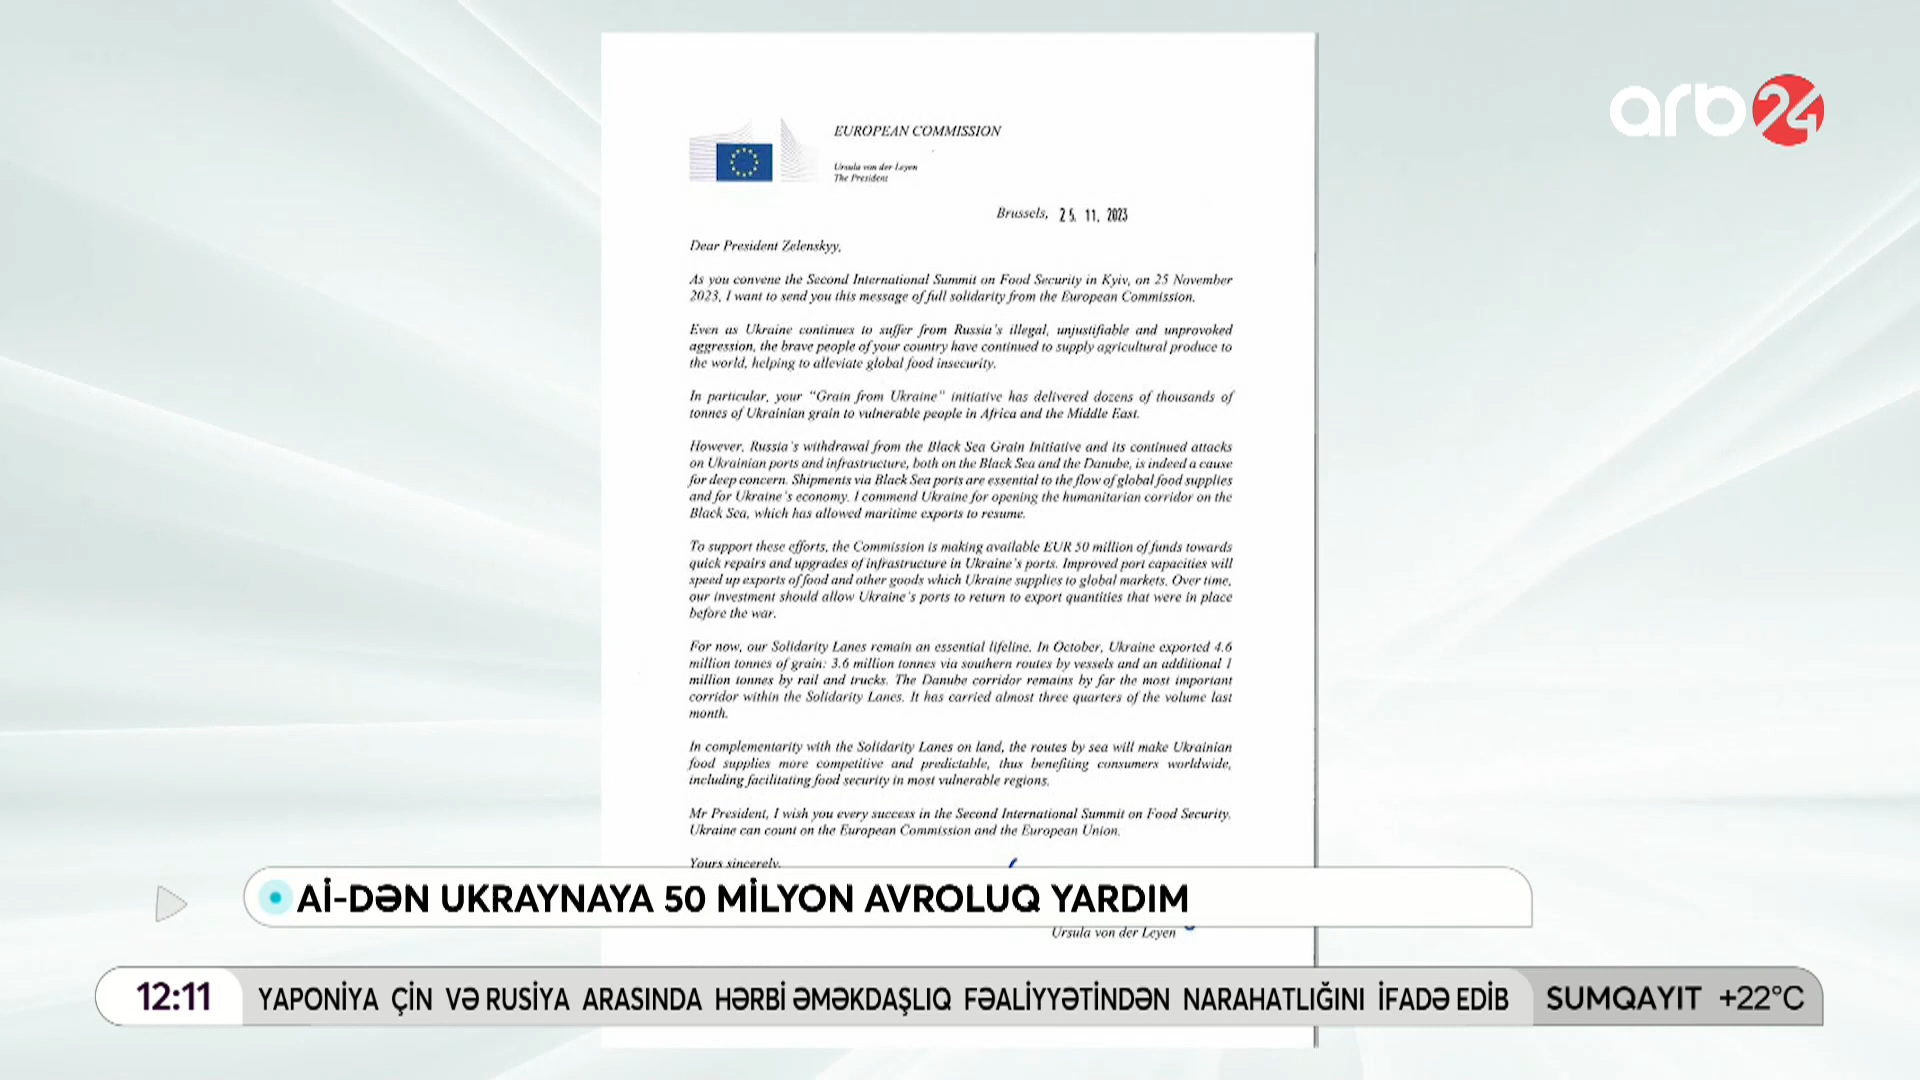 arb24
EUROPEAN COMMISSION
Ursula von der Leyen
The President
Brussels, 25. 11. 2023
Dear President Zelenskyy,
As you convene the Second International Summit on Food Security in Kyiv, on 25 November
2023, I want to send you this message of full solidarity from the European Commission.
Even as Ukraine continues to suffer from Russia's illegal, unjustifiable and unprovoked
aggression, the brave people of your country have continued to supply agricultural produce to
the world, helping to alleviate global food insecurity.
In particular, your "Grain from Ukraine" initiative has delivered dozens of thousands of
tonnes of Ukrainian grain to vulnerable people in Africa and the Middle East.
However, Russia's withdrawal from the Black Sea Grain Initiative and its continued attacks
on Ukrainian ports and infrastructure, both on the Black Sea and the Danube, is indeed a cause
for deep concern. Shipments via Black Sea ports are essential to the flow of global food supplies
and for Ukraine's economy. I commend Ukraine for opening the humanitarian corridor on the
Black Sea, which has allowed maritime exports to resume.
To support these efforts, the Commission is making available EUR 50 million of funds towards
quick repairs and upgrades of infrastructure in Ukraine's ports. Improved port capacities will
speed up exports of food and other goods which Ukraine supplies to global markets. Over time,
our investment should allow Ukraine's ports to return to export quantities that were in place
before the war.
For now, our Solidarity Lanes remain an essential lifeline. In October, Ukraine exported 4.6
million tonnes of grain: 3.6 million tonnes via southern routes by vessels and an additional 1
million tonnes by rail and trucks. The Danube corridor remains by far the most important
corridor within the Solidarity Lanes. It has carried almost three quarters of the volume last
month.
In complementarity with the Solidarity Lanes on land, the routes by sea will make Ukrainian
food supplies more competitive and predictable, thus benefiting consumers worldwide,
including facilitating food security in most vulnerable regions.
Mr President, I wish you every success in the Second International Summit on Food Security.
Ukraine can count on the European Commission and the European Union.
Yours sincerely,
Aİ-DƏN UKRAYNAYA 50 MİLYON AVROLUQ YARDIM
Ursula von der Leyen
12:11 YAPONİYA ÇİN VƏ RUSİYA ARASINDA HƏRBİ ƏMƏKDAŞLIQ FƏALİYYƏTİNDƏN NARAHATLIĞINI İFADƏ EDİB SUMQAYIT +22°C